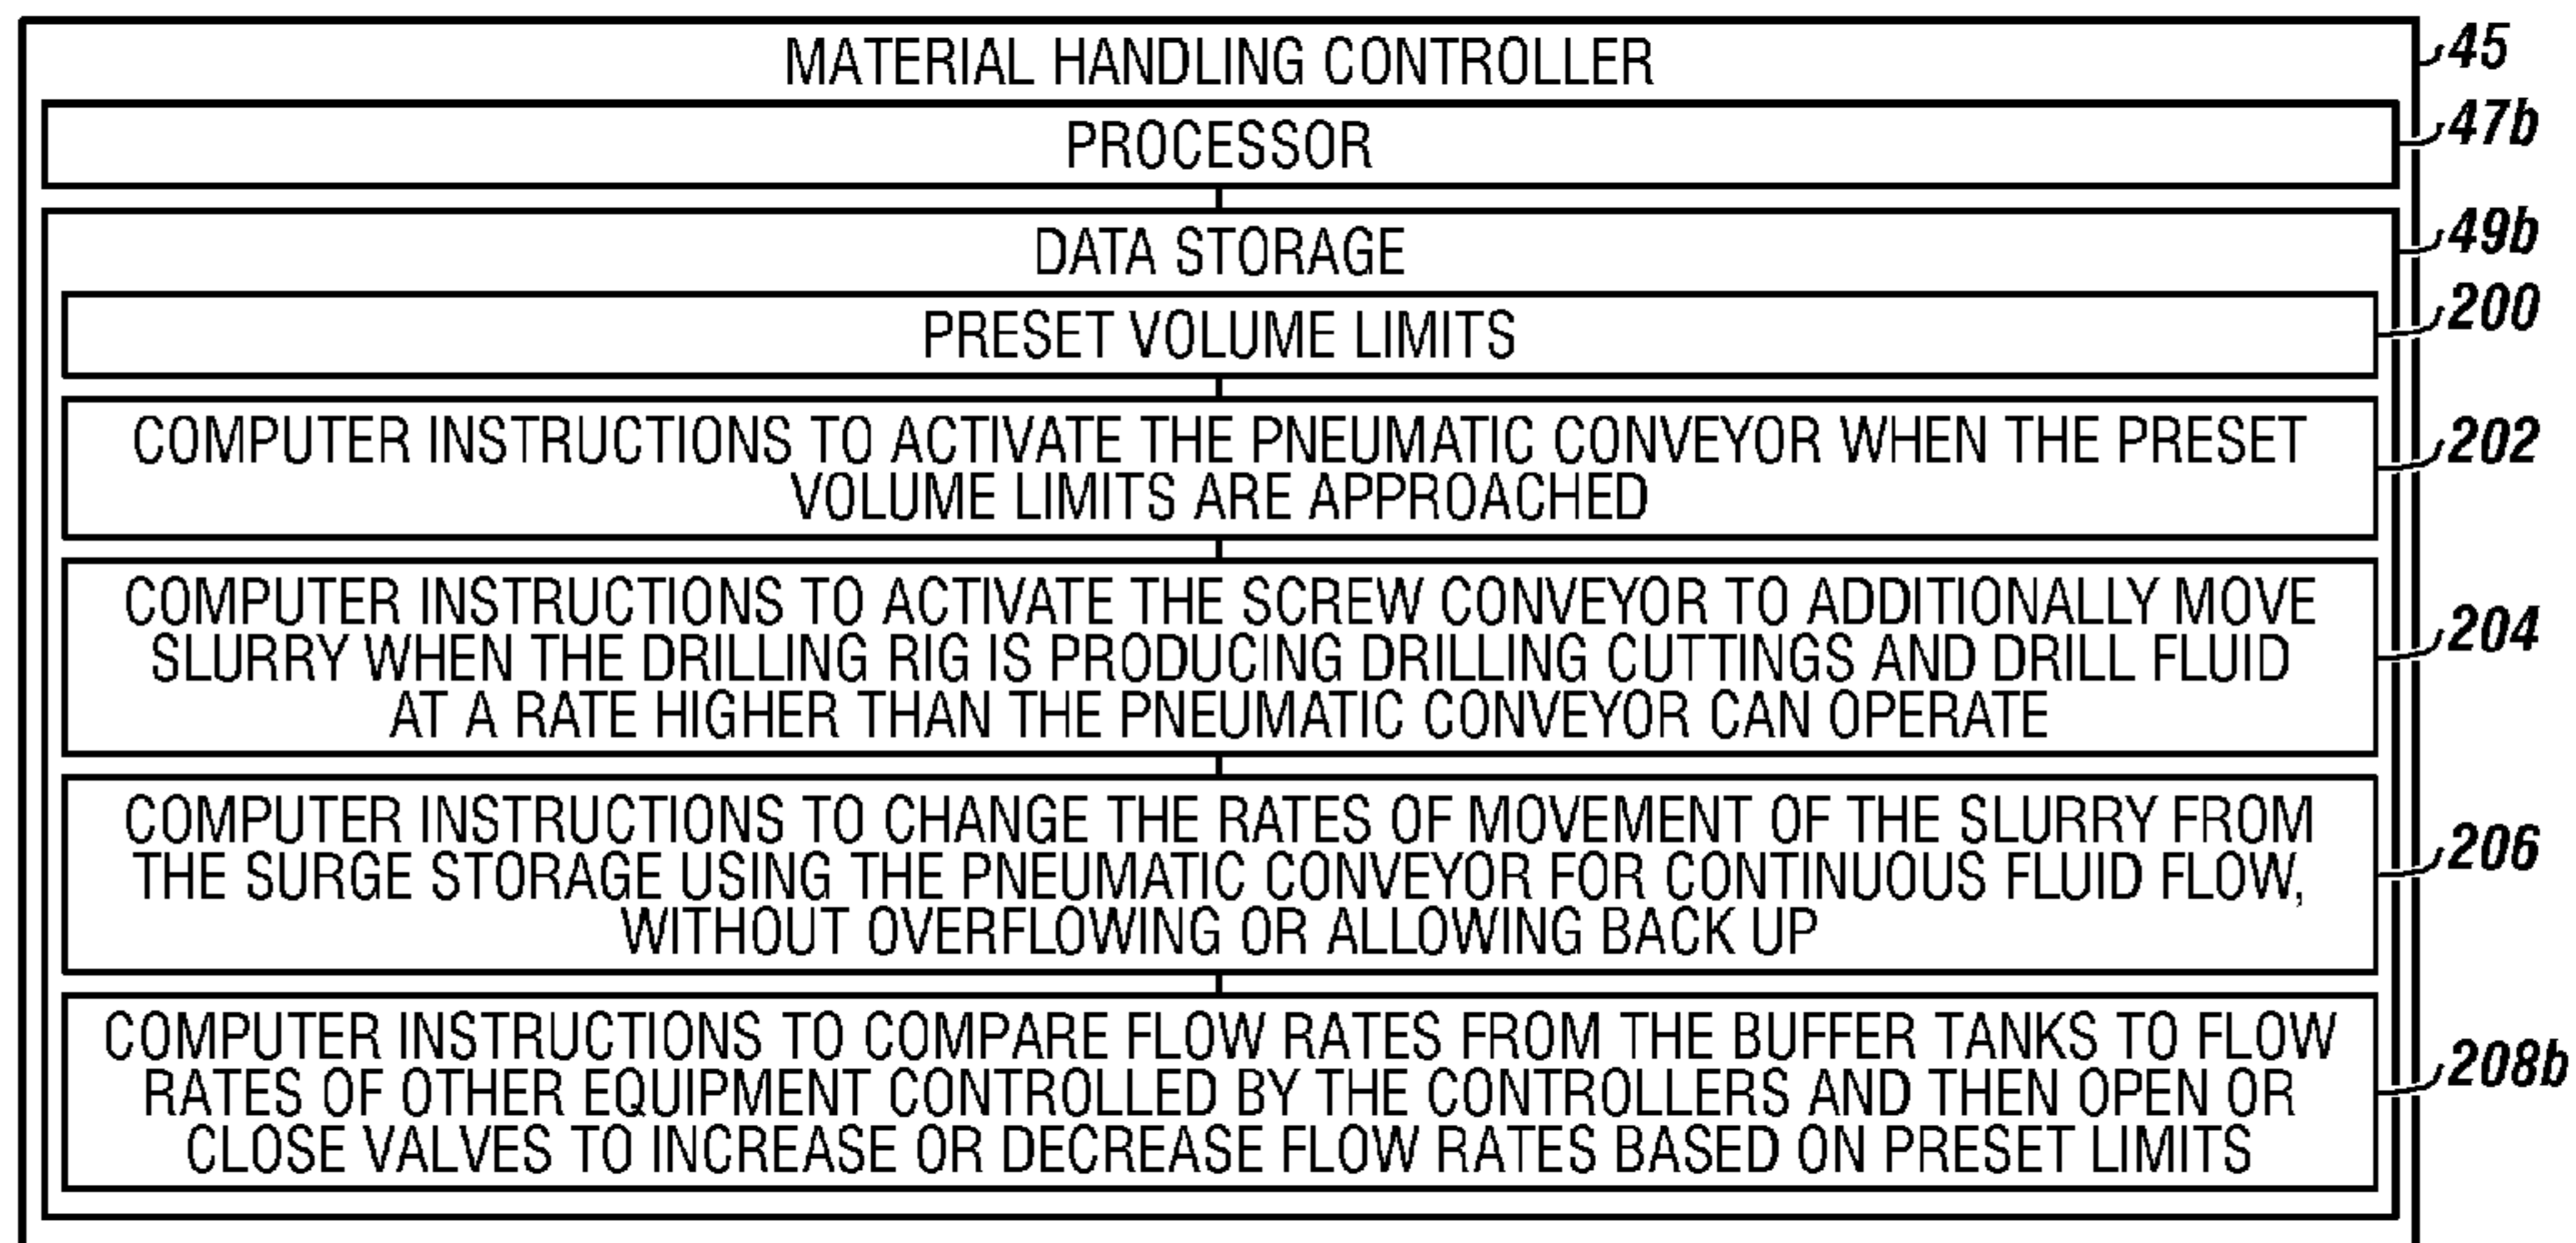 MATERIAL HANDLING CONTROLLER
45
PROCESSOR
47b
DATA STORAGE
49b
PRESET VOLUME LIMITS
200
COMPUTER INSTRUCTIONS TO ACTIVATE THE PNEUMATIC CONVEYOR WHEN THE PRESET
VOLUME LIMITS ARE APPROACHED
202
COMPUTER INSTRUCTIONS TO ACTIVATE THE SCREW CONVEYOR TO ADDITIONALLY MOVE
SLURRY WHEN THE DRILLING RIG IS PRODUCING DRILLING CUTTINGS AND DRILL FLUID
AT A RATE HIGHER THAN THE PNEUMATIC CONVEYOR CAN OPERATE
204
COMPUTER INSTRUCTIONS TO CHANGE THE RATES OF MOVEMENT OF THE SLURRY FROM
THE SURGE STORAGE USING THE PNEUMATIC CONVEYOR FOR CONTINUOUS FLUID FLOW,
WITHOUT OVERFLOWING OR ALLOWING BACK UP
206
COMPUTER INSTRUCTIONS TO COMPARE FLOW RATES FROM THE BUFFER TANKS TO FLOW
RATES OF OTHER EQUIPMENT CONTROLLED BY THE CONTROLLERS AND THEN OPEN OR
CLOSE VALVES TO INCREASE OR DECREASE FLOW RATES BASED ON PRESET LIMITS
208b